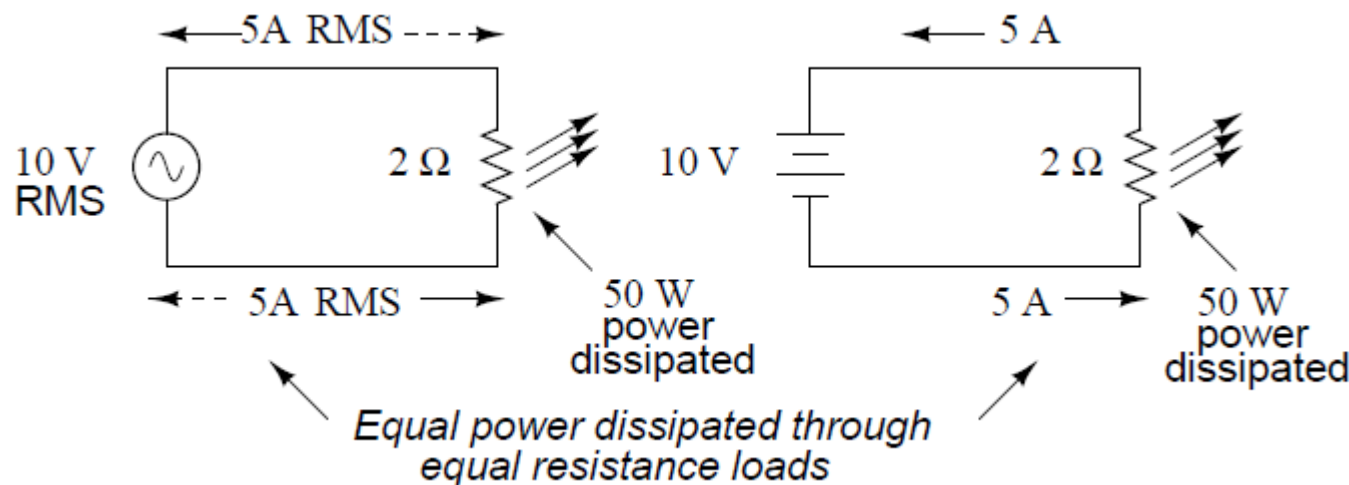 5A RMS
10 V
RMS
2 Ω
5A RMS
50 W
power
dissipated
5 A
10 V
2 Ω
5 A
50 W
power
dissipated
Equal power dissipated through
equal resistance loads